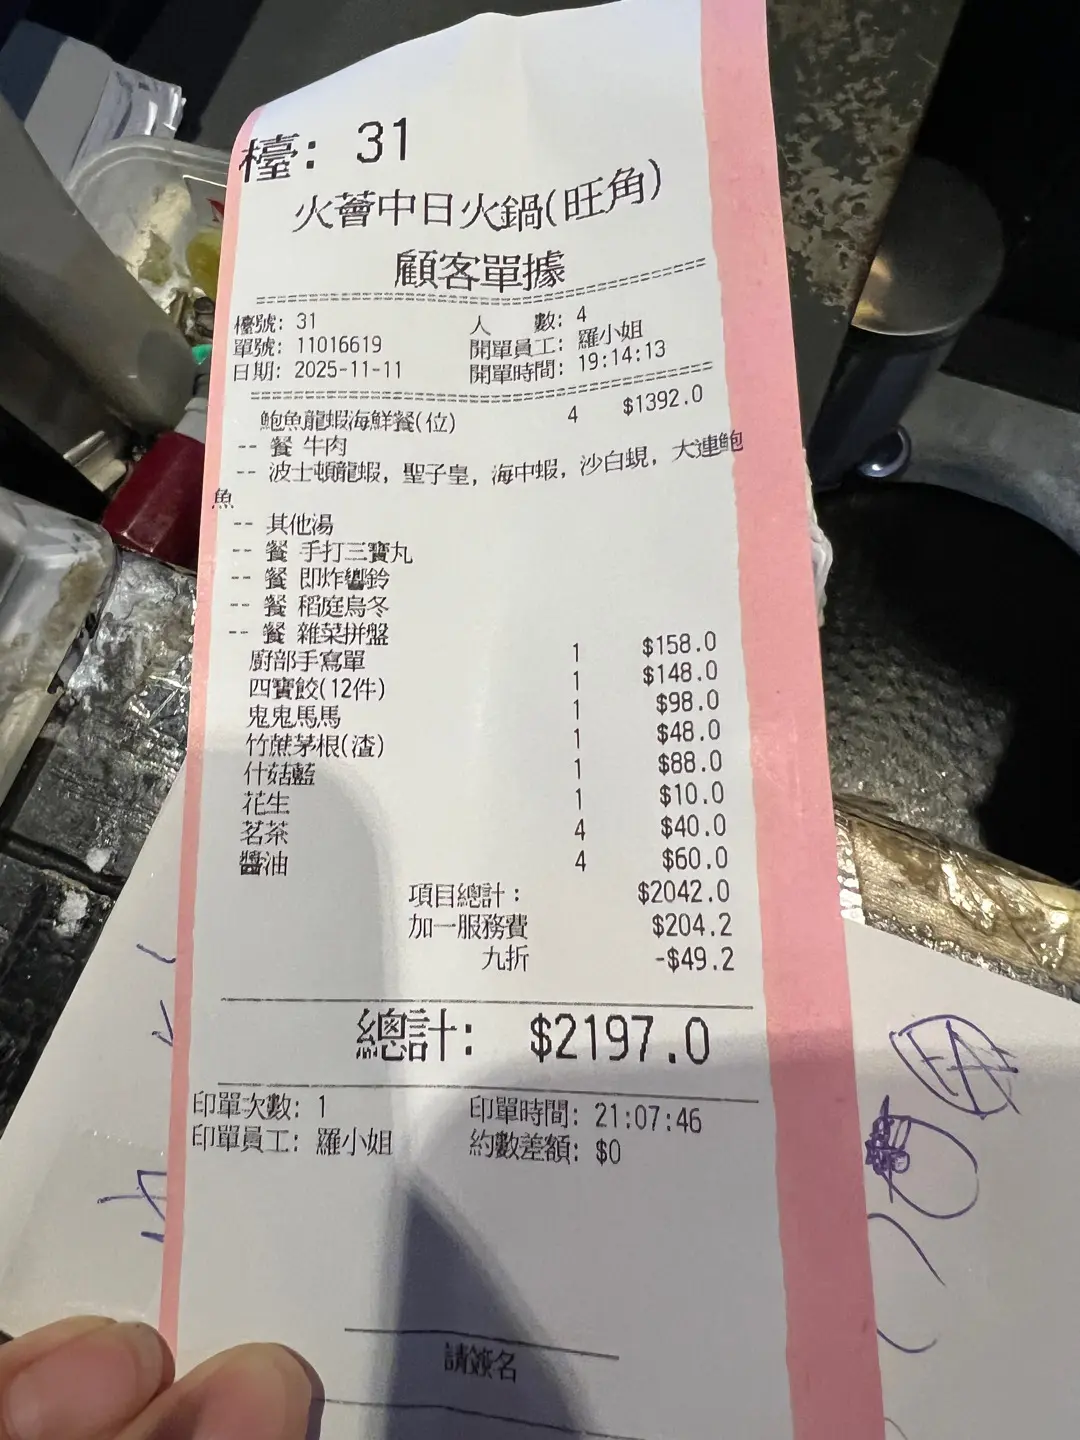 檯: 31
火薈中日火鍋(旺角)
顧客單據
檯號: 31 人 數: 4
單號: 11016619 開單員工: 羅小姐
日期: 2025-11-11 開單時間: 19:14:13
鮑魚龍蝦海鮮餐(位) 4 $1392.0
-- 餐 牛肉
-- 波士頓龍蝦, 聖子皇, 海中蝦, 沙白蜆, 大連鮑
魚
-- 其他湯
-- 餐 手打三寶丸
-- 餐 即炸響鈴
-- 餐 稻庭烏冬
-- 餐 雜菜拼盤
廚部手寫單 1 $158.0
四寶餃(12件) 1 $148.0
鬼鬼馬馬 1 $98.0
竹蔗茅根(渣) 1 $48.0
什菇藍 1 $88.0
花生 1 $10.0
茗茶 4 $40.0
醬油 4 $60.0
項目總計: $2042.0
加一服務費 $204.2
九折 -$49.2
總計: $2197.0
印單次數: 1 印單時間: 21:07:46
印單員工: 羅小姐 約數差額: $0
請簽名